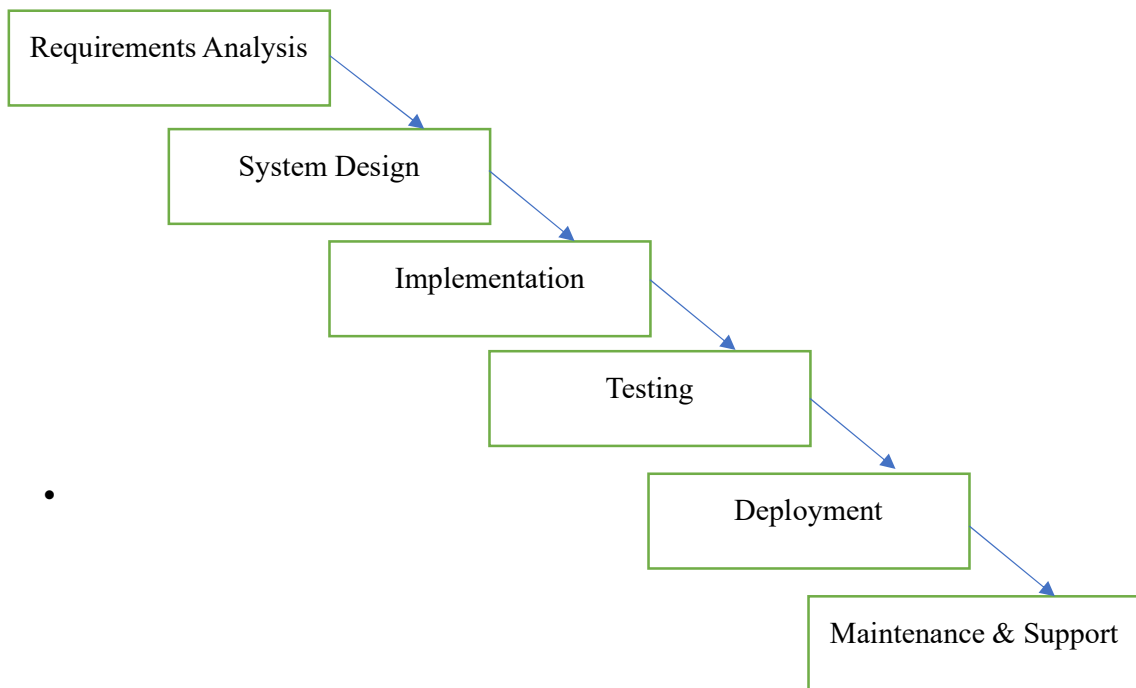 Requirements Analysis
System Design
Implementation
Testing
•
Deployment
Maintenance & Support